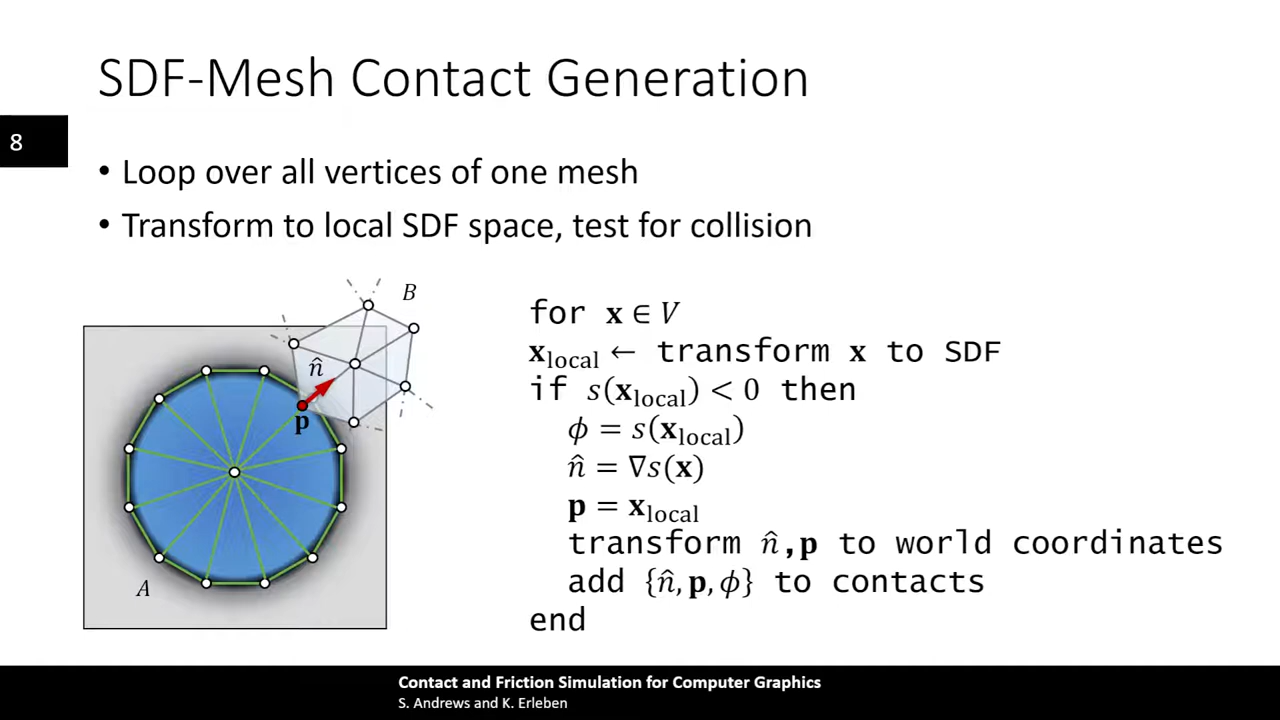 SDF-Mesh Contact Generation
8
• Loop over all vertices of one mesh
• Transform to local SDF space, test for collision
B
n̂
p
A
for x ∈ V
x_local ← transform x to SDF
if s(x_local) < 0 then
ϕ = s(x_local)
n̂ = ∇s(x)
p = x_local
transform n̂,p to world coordinates
add {n̂, p, ϕ} to contacts
end
Contact and Friction Simulation for Computer Graphics
S. Andrews and K. Erleben